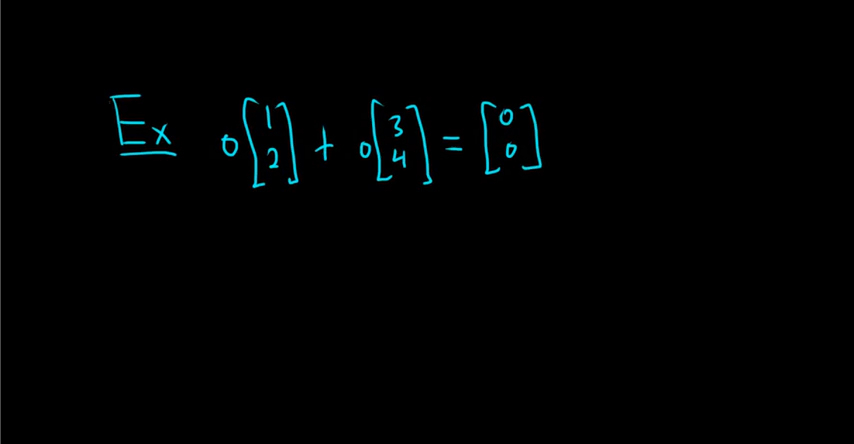 Ex 0[1 2] + 0[3 4] = [0 0]